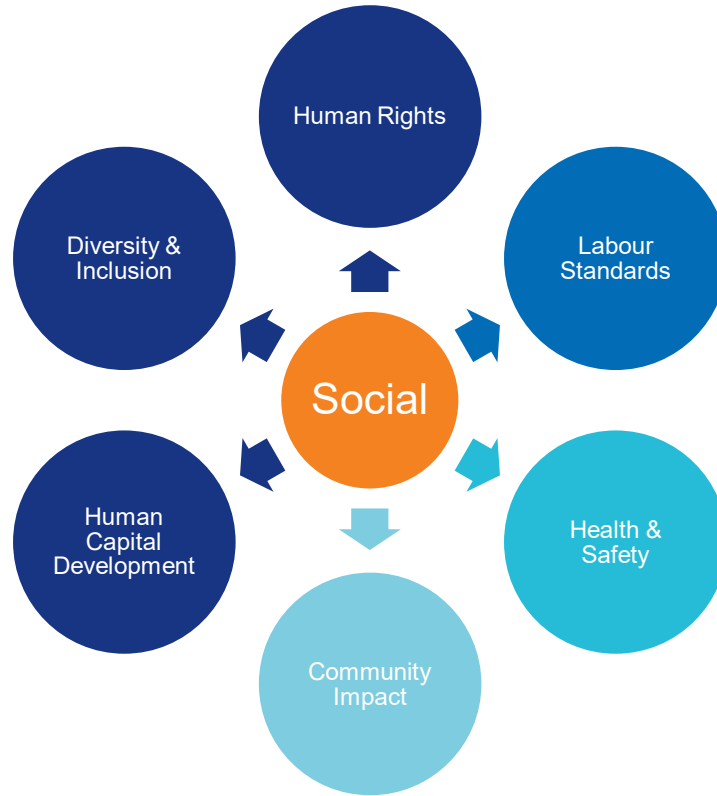 Human Rights
Diversity &
Inclusion
Labour
Standards
Social
Human
Capital
Development
Health &
Safety
Community
Impact